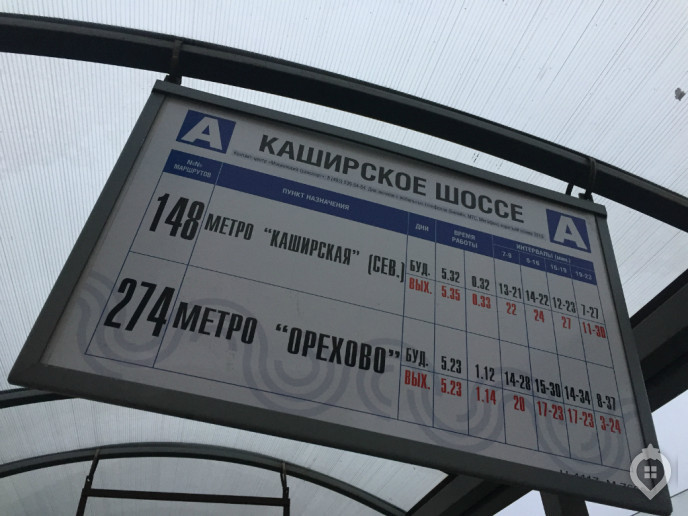 А КАШИРСКОЕ ШОССЕ А
№№ МАРШРУТОВ ПУНКТ НАЗНАЧЕНИЯ ДНИ ВРЕМЯ РАБОТЫ ИНТЕРВАЛЫ (мин.)
7-8 8-16 16-19 19-23
148 МЕТРО "КАШИРСКАЯ" (СЕВ.) БУД. 5.32 0.32 13-21 14-22 12-23 7-27
ВЫХ. 5.35 0.33 22 24 27 11-30
274 МЕТРО "ОРЕХОВО" БУД. 5.23 1.12 14-28 15-30 14-34 8-37
ВЫХ. 5.23 1.14 20 17-23 17-23 3-24